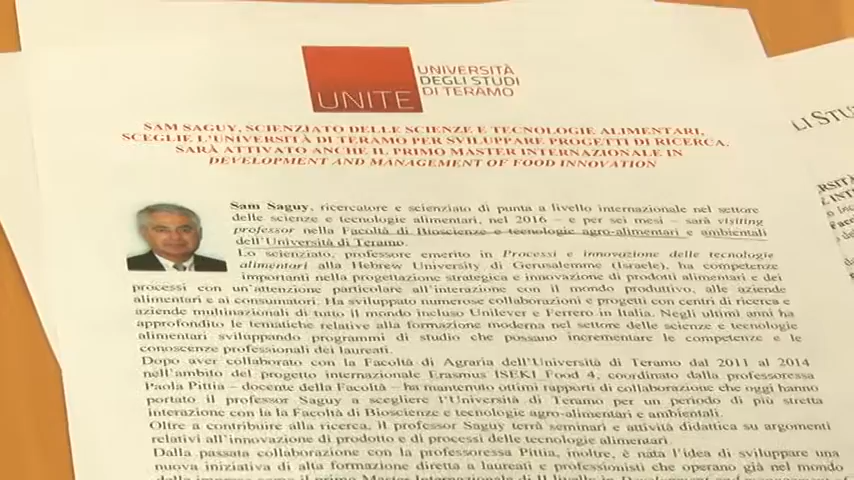 UNITE
UNIVERSITÀ
DEGLI STUDI
DI TERAMO
SAM SAGUY, SCIENZIATO DELLE SCIENZE E TECNOLOGIE ALIMENTARI,
SCEGLIE L'UNIVERSITÀ DI TERAMO PER SVILUPPARE PROGETTI DI RICERCA.
SARÀ ATTIVATO ANCHE IL PRIMO MASTER INTERNAZIONALE IN
DEVELOPMENT AND MANAGEMENT OF FOOD INNOVATION
Sam Saguy, ricercatore e scienziato di punta a livello internazionale nel settore
delle scienze e tecnologie alimentari, nel 2016 – e per sei mesi – sarà visiting
professor nella Facoltà di Bioscienze e tecnologie agro-alimentari e ambientali
dell'Università di Teramo.
Lo scienziato, professore emerito in Processi e innovazione delle tecnologie
alimentari alla Hebrew University di Gerusalemme (Israele), ha competenze
importanti nella progettazione strategica e innovazione di prodotti alimentari e dei
processi con un'attenzione particolare all'interazione con il mondo produttivo, alle aziende
alimentari e ai consumatori. Ha sviluppato numerose collaborazioni e progetti con centri di ricerca e
aziende multinazionali di tutto il mondo incluso Unilever e Ferrero in Italia. Negli ultimi anni ha
approfondito le tematiche relative alla formazione moderna nel settore delle scienze e tecnologie
alimentari sviluppando programmi di studio che possano incrementare le competenze e le
conoscenze professionali dei laureati.
Dopo aver collaborato con la Facoltà di Agraria dell'Università di Teramo dal 2011 al 2014
nell'ambito del progetto internazionale Erasmus ISEKI Food 4, coordinato dalla professoressa
Paola Pittia – docente della Facoltà – ha mantenuto ottimi rapporti di collaborazione che oggi hanno
portato il professor Saguy a scegliere l'Università di Teramo per un periodo di più stretta
interazione con la la Facoltà di Bioscienze e tecnologie agro-alimentari e ambientali.
Oltre a contribuire alla ricerca, il professor Saguy terrà seminari e attività didattica su argomenti
relativi all'innovazione di prodotto e di processi delle tecnologie alimentari.
Dalla passata collaborazione con la professoressa Pittia, inoltre, è nata l'idea di sviluppare una
nuova iniziativa di alta formazione diretta a laureati e professionisti che operano già nel mondo
LI STU